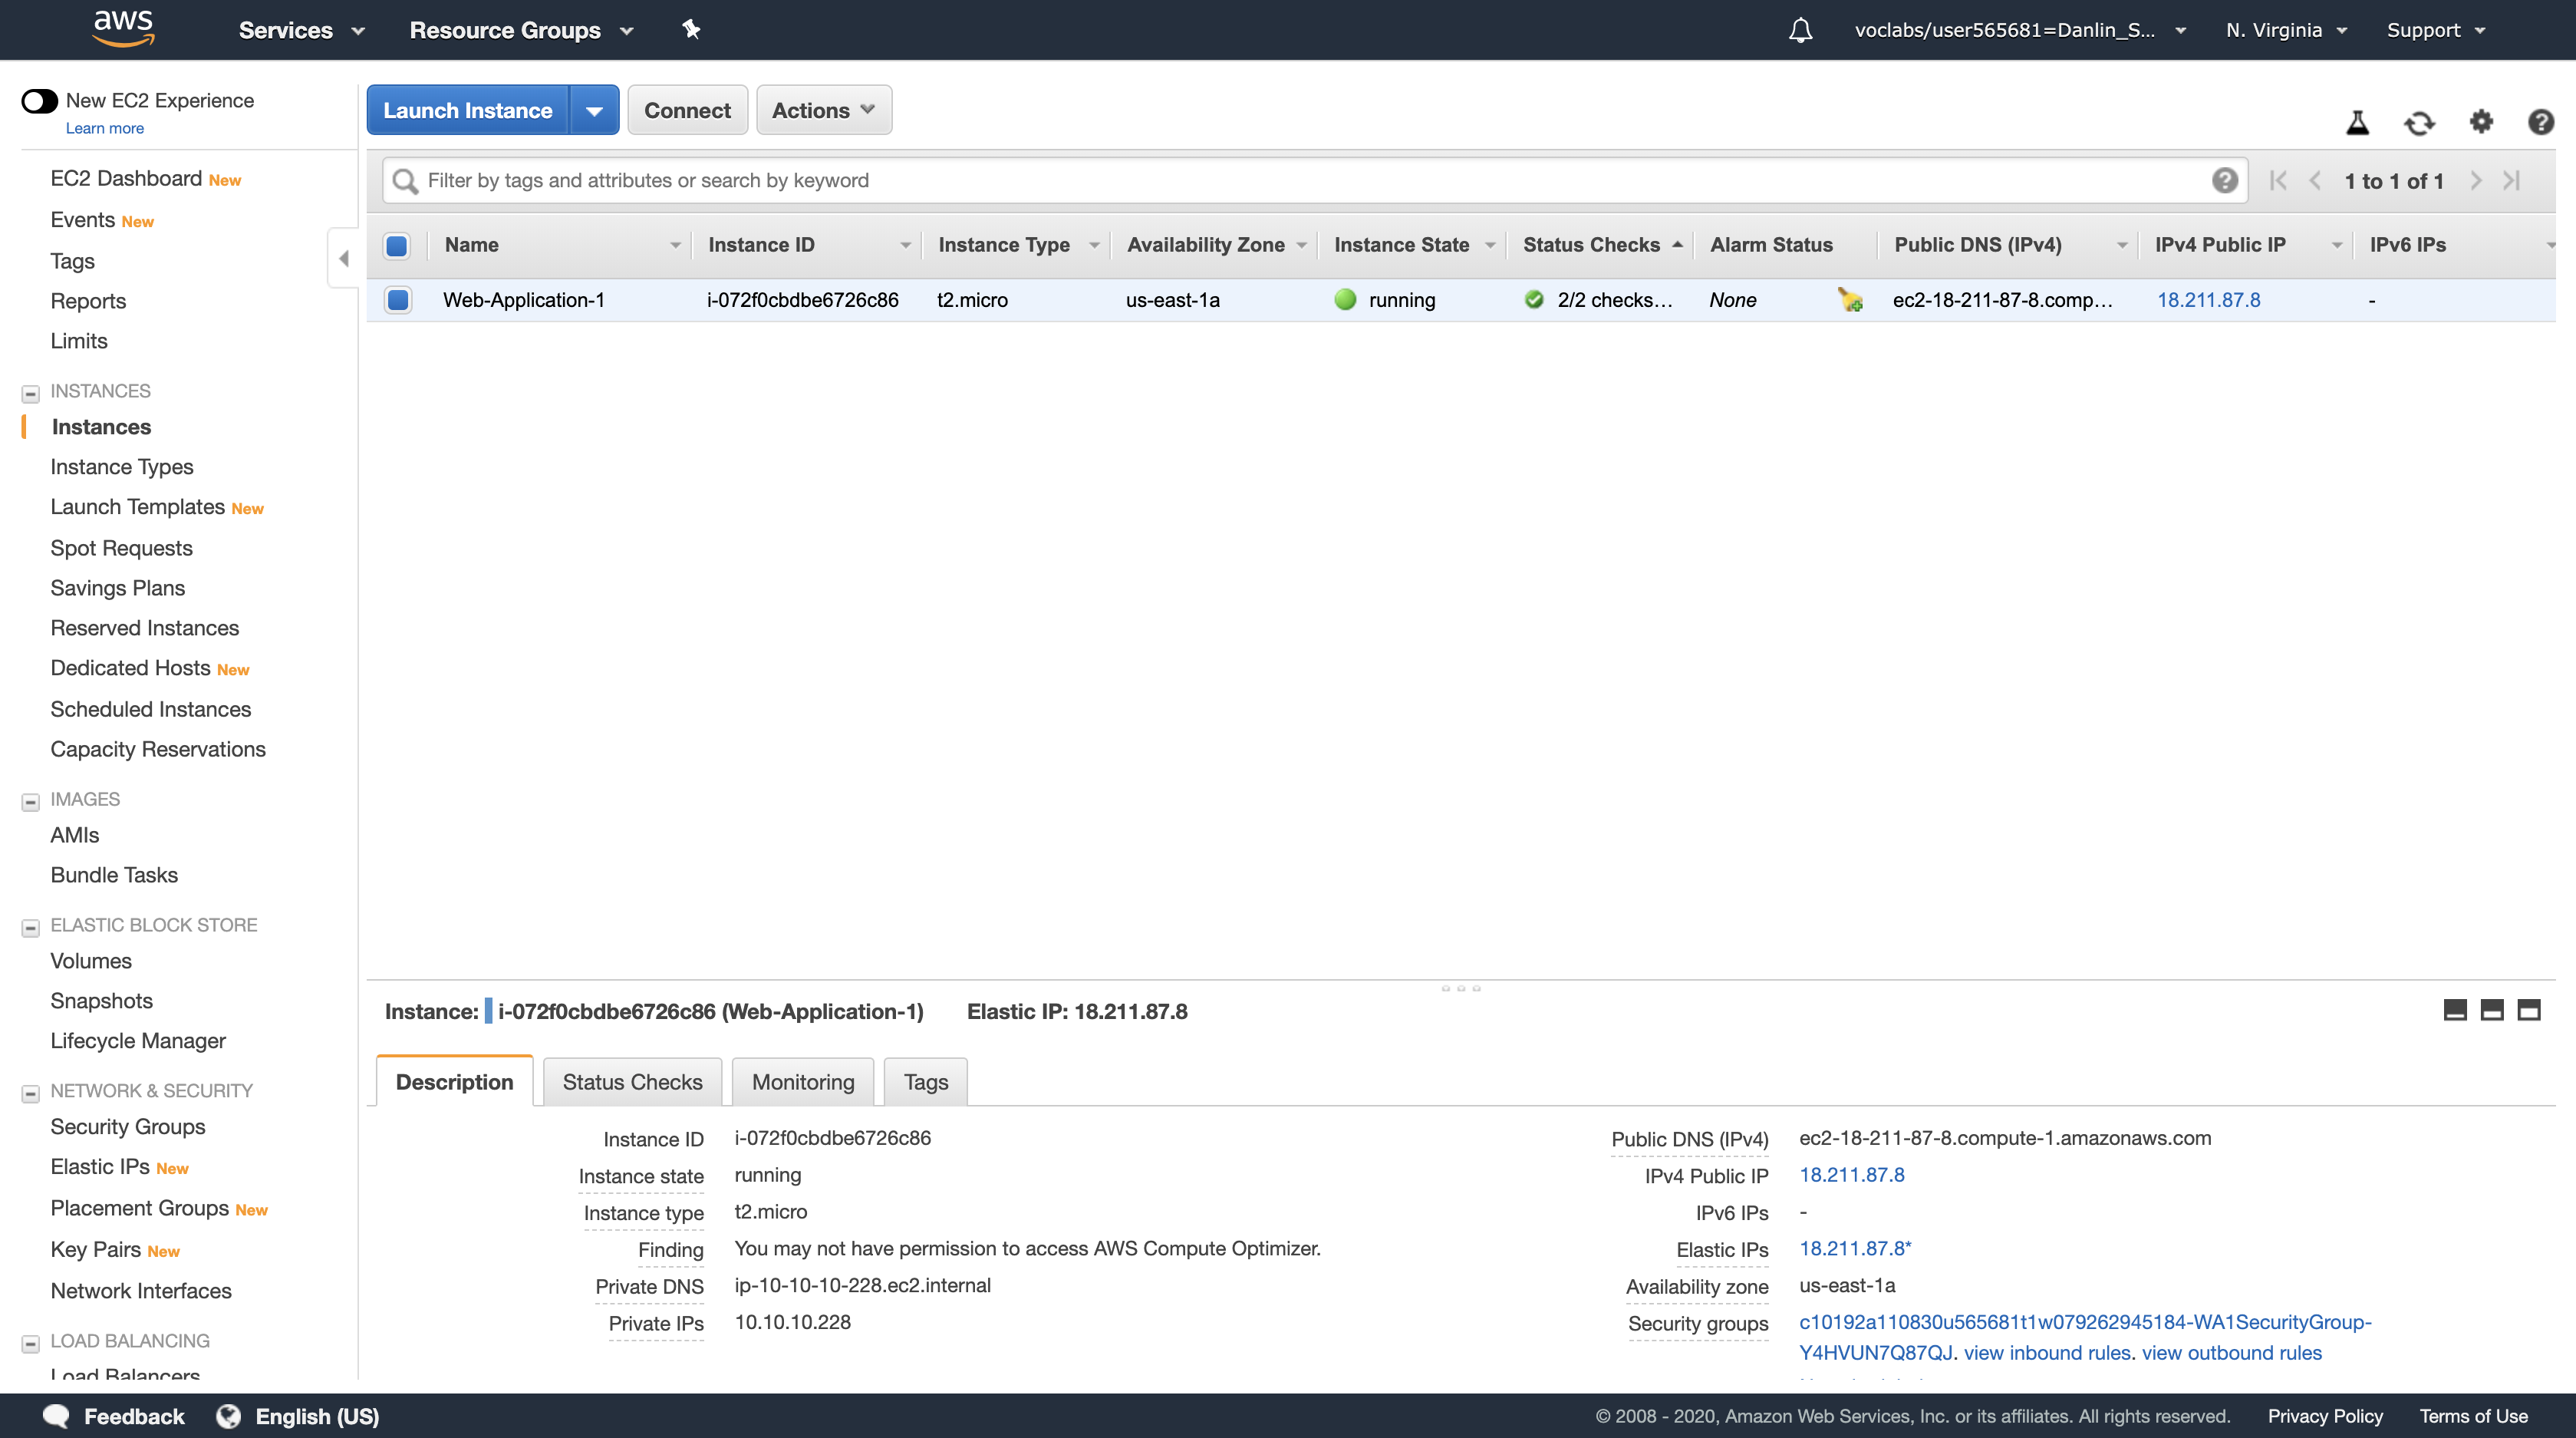 aws Services Resource Groups voclabs/user565681=Danlin_S... N. Virginia Support
New EC2 Experience
Learn more
EC2 Dashboard New
Events New
Tags
Reports
Limits
INSTANCES
Instances
Instance Types
Launch Templates New
Spot Requests
Savings Plans
Reserved Instances
Dedicated Hosts New
Scheduled Instances
Capacity Reservations
IMAGES
AMIs
Bundle Tasks
ELASTIC BLOCK STORE
Volumes
Snapshots
Lifecycle Manager
NETWORK & SECURITY
Security Groups
Elastic IPs New
Placement Groups New
Key Pairs New
Network Interfaces
LOAD BALANCING
Load Balancers
Launch Instance Connect Actions
Filter by tags and attributes or search by keyword 1 to 1 of 1
Name Instance ID Instance Type Availability Zone Instance State Status Checks Alarm Status Public DNS (IPv4) IPv4 Public IP IPv6 IPs
Web-Application-1 i-072f0cbdbe6726c86 t2.micro us-east-1a running 2/2 checks... None ec2-18-211-87-8.comp... 18.211.87.8 -
Instance: i-072f0cbdbe6726c86 (Web-Application-1) Elastic IP: 18.211.87.8
Description Status Checks Monitoring Tags
Instance ID i-072f0cbdbe6726c86
Instance state running
Instance type t2.micro
Finding You may not have permission to access AWS Compute Optimizer.
Private DNS ip-10-10-10-228.ec2.internal
Private IPs 10.10.10.228
Public DNS (IPv4) ec2-18-211-87-8.compute-1.amazonaws.com
IPv4 Public IP 18.211.87.8
IPv6 IPs -
Elastic IPs 18.211.87.8*
Availability zone us-east-1a
Security groups c10192a110830u565681t1w079262945184-WA1SecurityGroup-
Y4HVUN7Q87QJ. view inbound rules. view outbound rules
Feedback English (US) © 2008 - 2020, Amazon Web Services, Inc. or its affiliates. All rights reserved. Privacy Policy Terms of Use